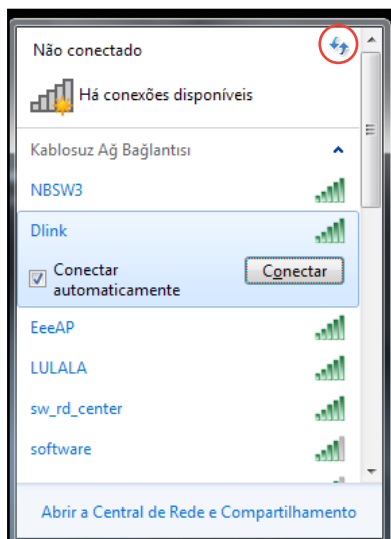 Não conectado
Há conexões disponíveis
Kablosuz Ağ Bağlantısı
NBSW3
Dlink
Conectar
automaticamente
Conectar
EeeAP
LULALA
sw_rd_center
software
Abrir a Central de Rede e Compartilhamento